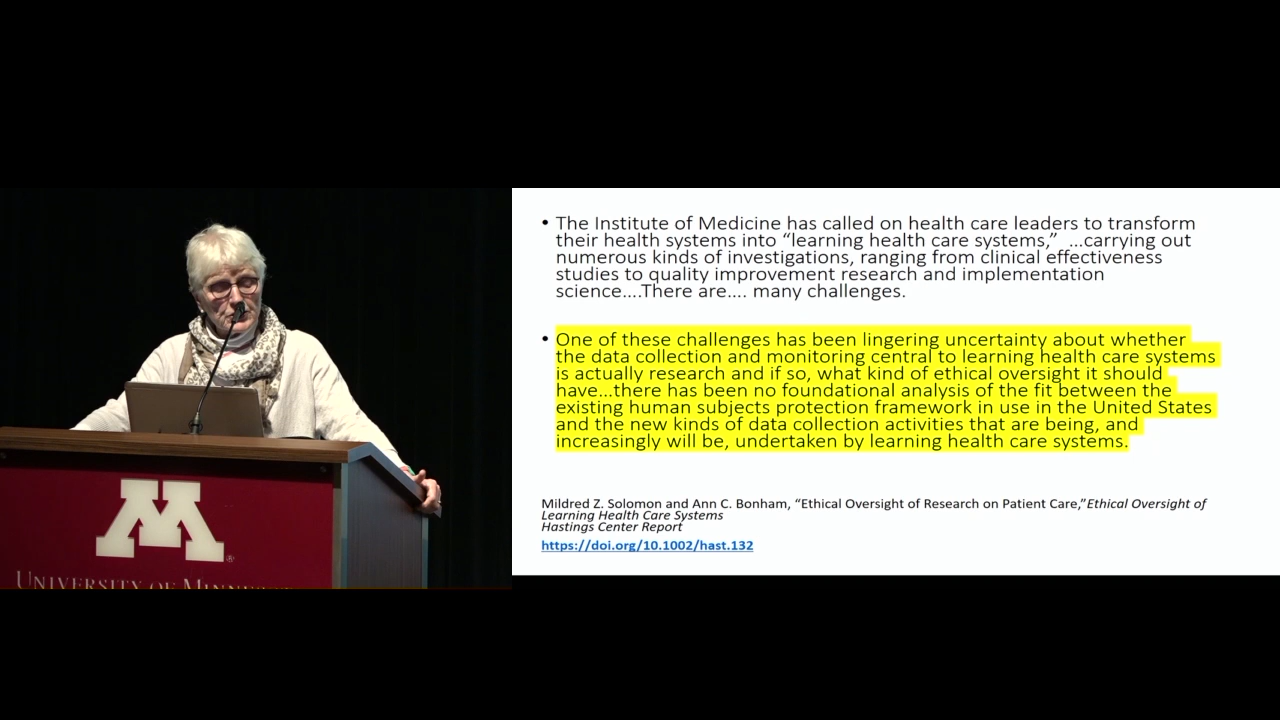 • The Institute of Medicine has called on health care leaders to transform
their health systems into “learning health care systems,”  …carrying out
numerous kinds of investigations, ranging from clinical effectiveness
studies to quality improvement research and implementation
science….There are…. many challenges.
• One of these challenges has been lingering uncertainty about whether
the data collection and monitoring central to learning health care systems
is actually research and if so, what kind of ethical oversight it should
have…there has been no foundational analysis of the fit between the
existing human subjects protection framework in use in the United States
and the new kinds of data collection activities that are being, and
increasingly will be, undertaken by learning health care systems.
Mildred Z. Solomon and Ann C. Bonham, “Ethical Oversight of Research on Patient Care,”Ethical Oversight of
Learning Health Care Systems
Hastings Center Report
https://doi.org/10.1002/hast.132
M®
UNIVERSITY OF